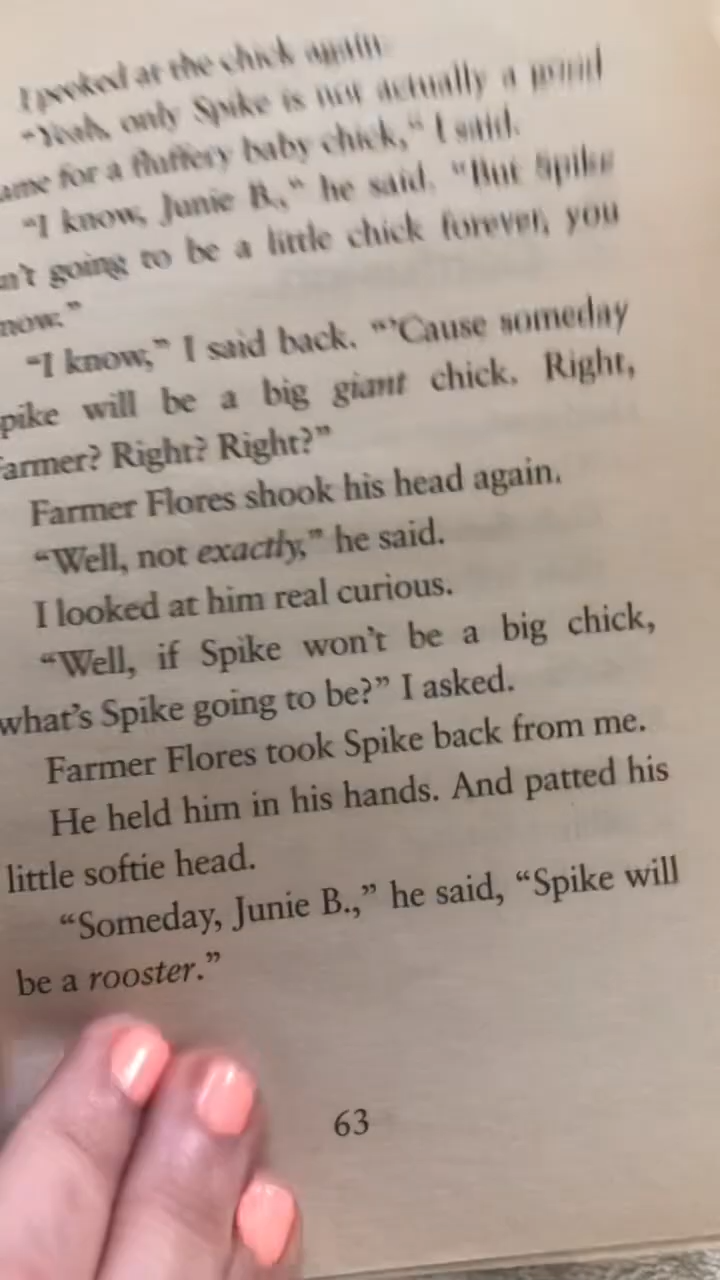 I peeked at the chick again.
"Yeah, only Spike is not actually a good
ame for a fluffery baby chick," I said.
"I know, Junie B.," he said. "But Spike
n't going to be a little chick forever, you
now."
"I know," I said back. "'Cause someday
pike will be a big giant chick. Right,
armer? Right? Right?"
Farmer Flores shook his head again.
"Well, not exactly," he said.
I looked at him real curious.
"Well, if Spike won't be a big chick,
what's Spike going to be?" I asked.
Farmer Flores took Spike back from me.
He held him in his hands. And patted his
little softie head.
"Someday, Junie B.," he said, "Spike will
be a rooster."
63